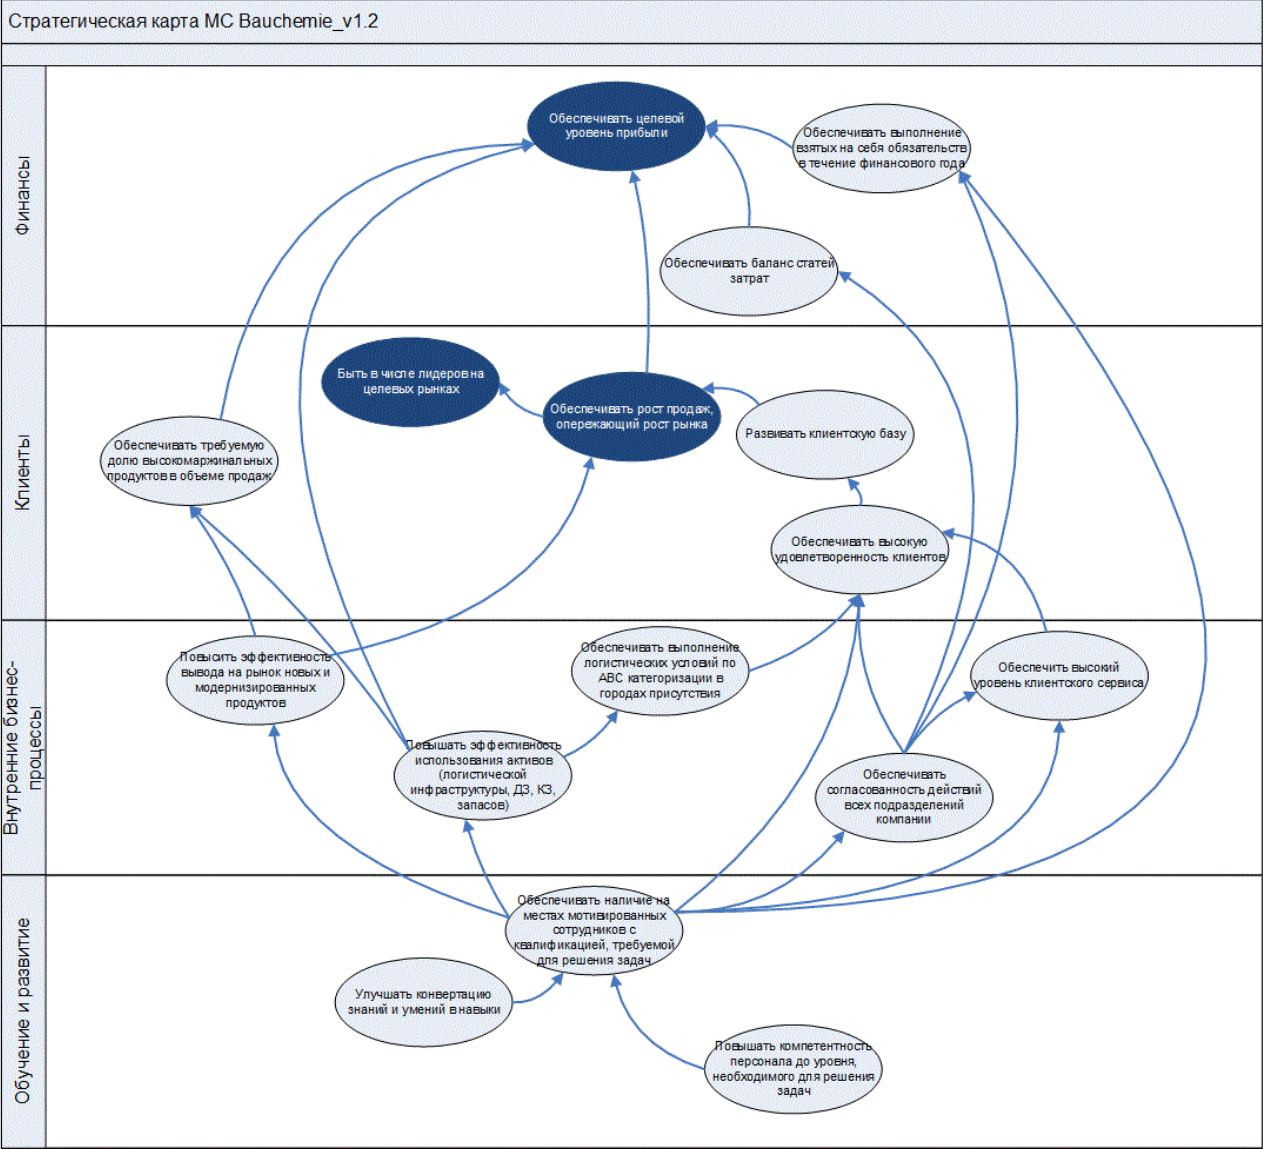 Стратегическая карта MC Bauchemie_v1.2
Финансы
Обеспечивать целевой
уровень прибыли
Обеспечивать выполнение
взятых на себя обязательств
в течение финансового года
Обеспечивать баланс статей
затрат
Клиенты
Быть в числе лидеров на
целевых рынках
Обеспечивать рост продаж,
опережающий рост рынка
Развивать клиентскую базу
Обеспечивать требуемую
долю высокомаржинальных
продуктов в объеме продаж
Обеспечивать высокую
удовлетворенность клиентов
Внутренние бизнес-
процессы
Повысить эффективность
вывода на рынок новых и
модернизированных
продуктов
Обеспечивать выполнение
логистических условий по
АВС категоризации в
городах присутствия
Обеспечить высокий
уровень клиентского сервиса
Повышать эффективность
использования активов
(логистической
инфраструктуры, ДЗ, КЗ,
запасов)
Обеспечивать
согласованность действий
всех подразделений
компании
Обучение и развитие
Обеспечивать наличие на
местах мотивированных
сотрудников с
квалификацией, требуемой
для решения задач
Улучшать конвертацию
знаний и умений в навыки
Повышать компетентность
персонала до уровня,
необходимого для решения
задач